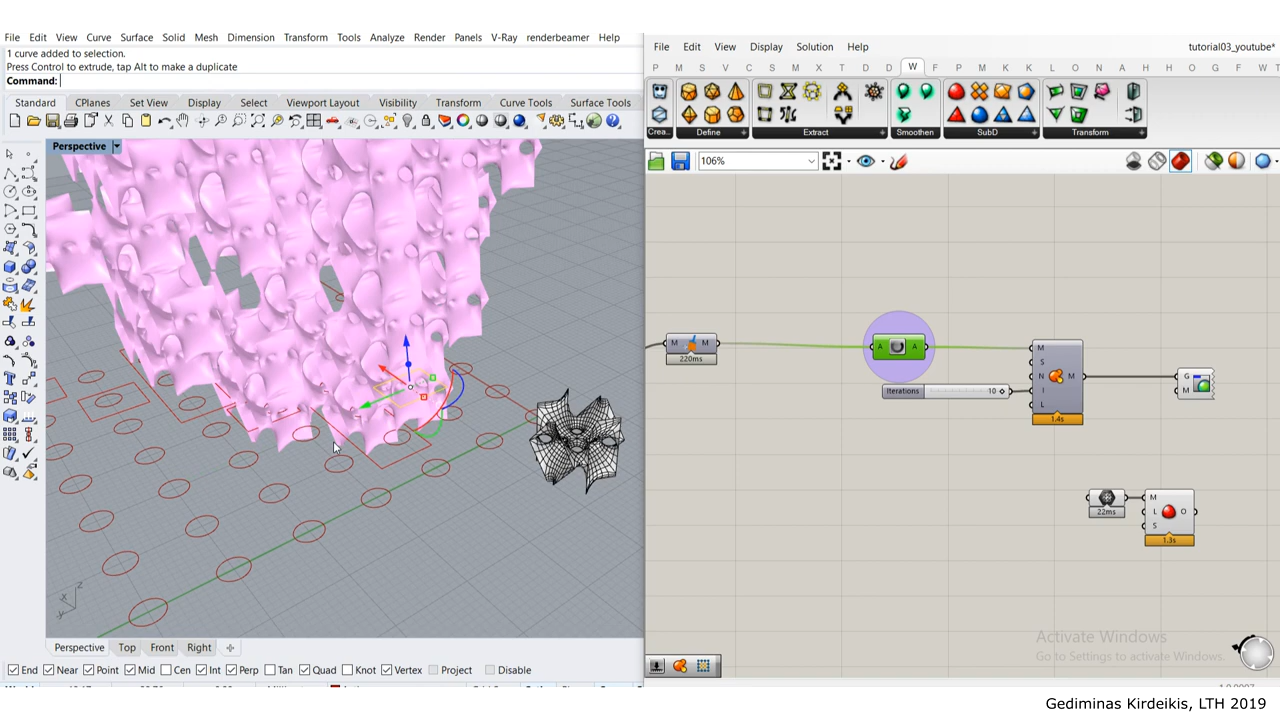 File Edit View Curve Surface Solid Mesh Dimension Transform Tools Analyze Render Panels V-Ray renderbeamer Help
1 curve added to selection.
Press Control to extrude, tap Alt to make a duplicate
Command:
Standard CPlanes Set View Display Select Viewport Layout Visibility Transform Curve Tools Surface Tools
Perspective
z
x
y
Perspective Top Front Right
End Near Point Mid Cen Int Perp Tan Quad Knot Vertex Project Disable
File Edit View Display Solution Help
tutorial03_youtube*
P M S V C V S M X T D D W F P M K K L O N A J H H O G F W T
Crea... Define Extract Smoothen SubD Transform
106%
M M
220ms
A A
M
S
N M
I
L
1.4s
Iterations 10
G
M
22ms
M
L O
S
1.3s
Activate Windows
Go to Settings to activate Windows.
Gediminas Kirdeikis, LTH 2019